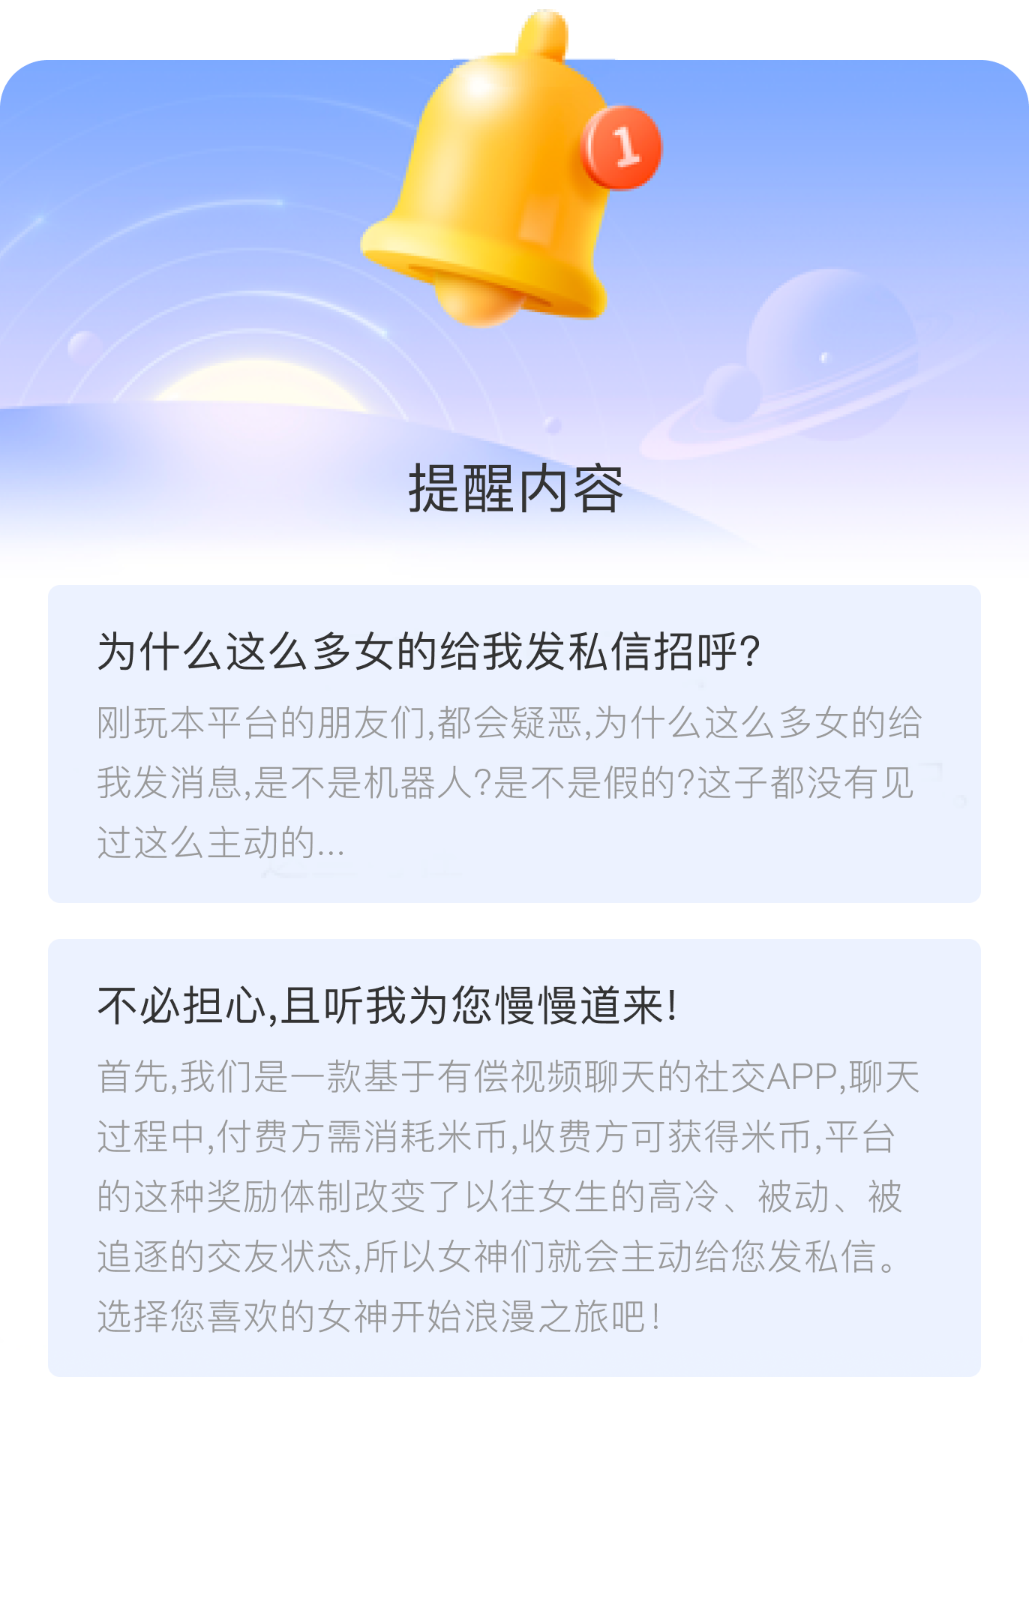 1
提醒内容
为什么这么多女的给我发私信招呼?
刚玩本平台的朋友们,都会疑恶,为什么这么多女的给
我发消息,是不是机器人?是不是假的?这子都没有见
过这么主动的...
不必担心,且听我为您慢慢道来!
首先,我们是一款基于有偿视频聊天的社交APP,聊天
过程中,付费方需消耗米币,收费方可获得米币,平台
的这种奖励体制改变了以往女生的高冷、被动、被
追逐的交友状态,所以女神们就会主动给您发私信。
选择您喜欢的女神开始浪漫之旅吧!